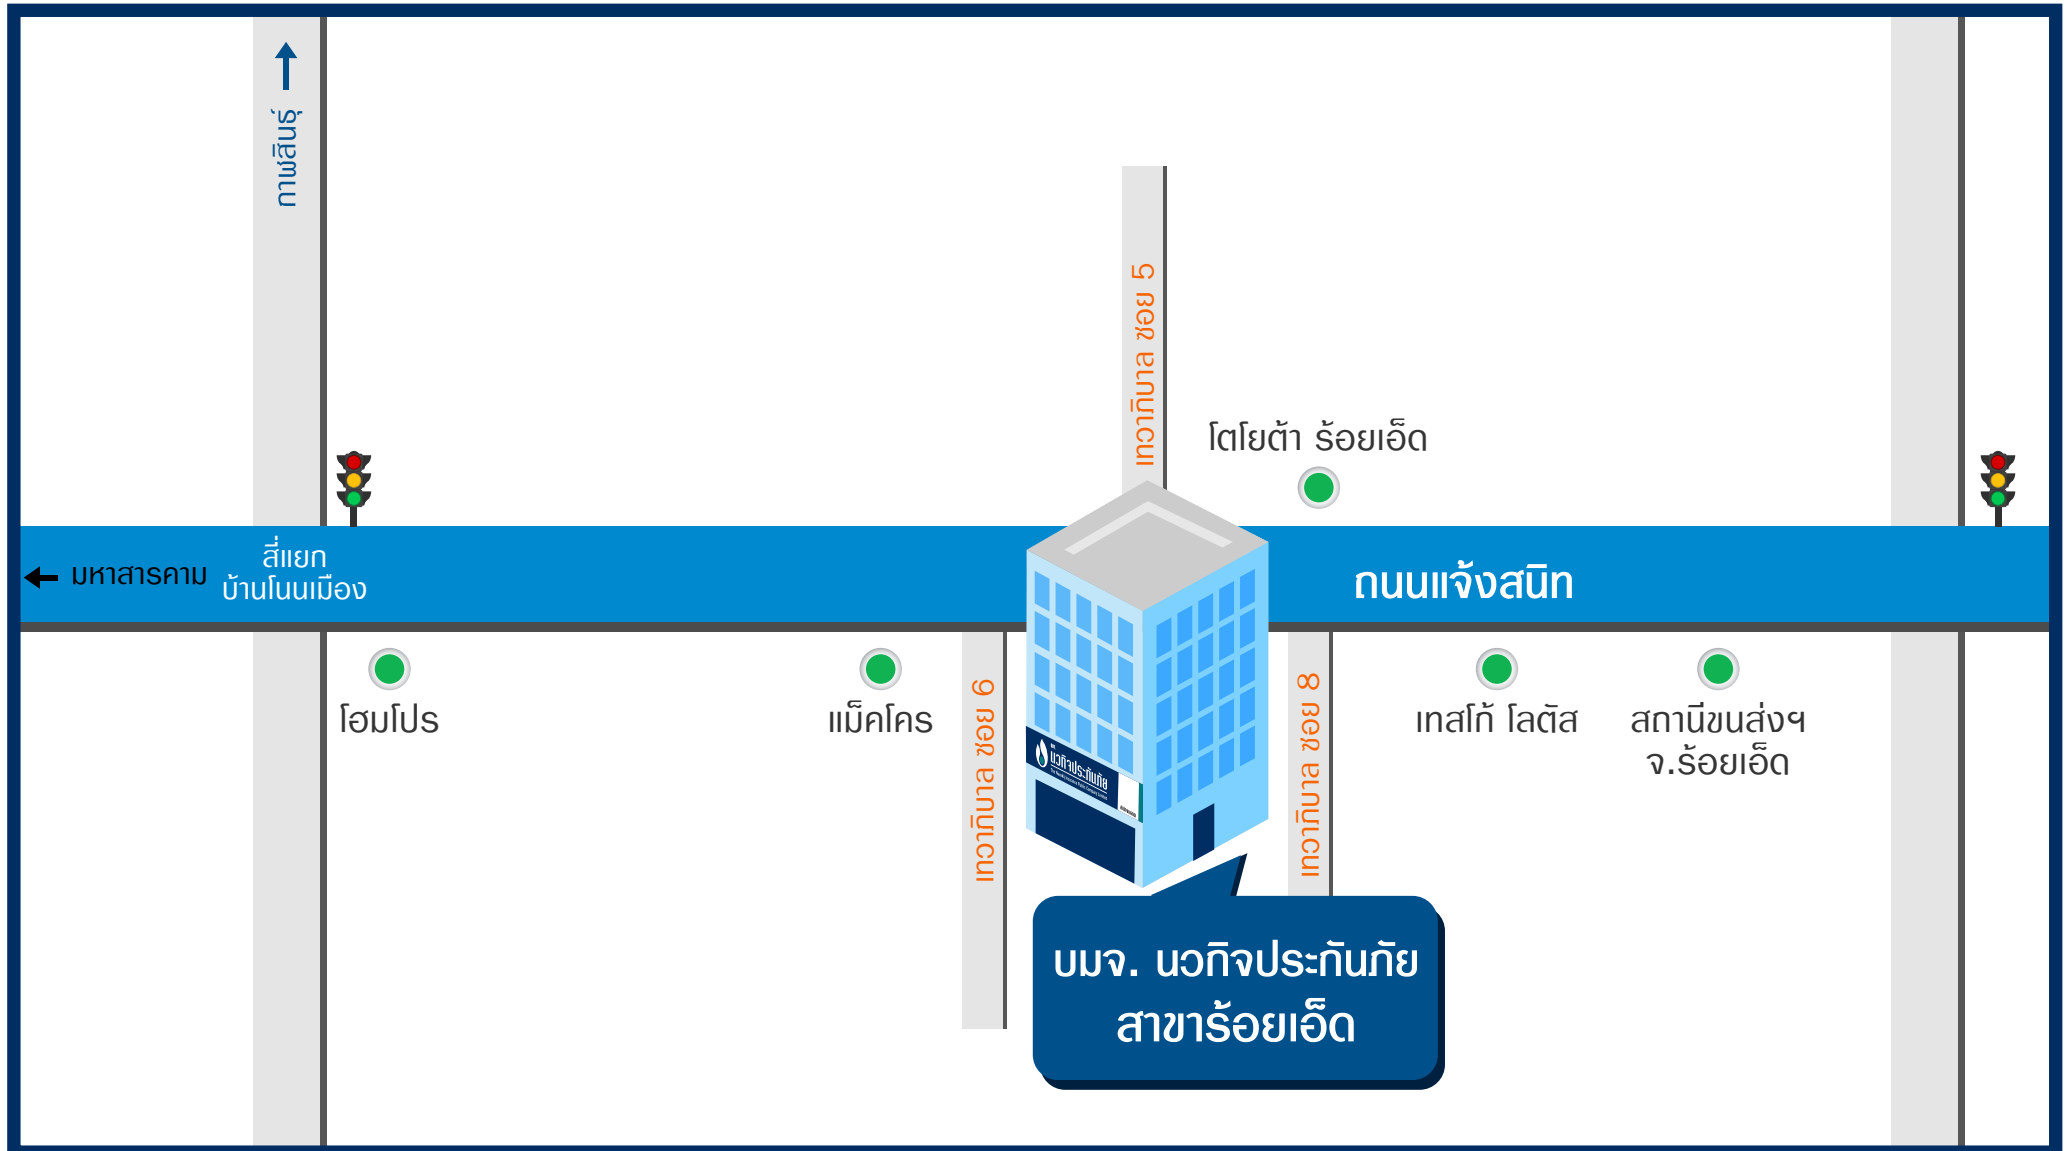 กาฬสินธุ์
เทวาภิบาล ซอย 5
โตโยต้า ร้อยเอ็ด
มหาสารคาม
สี่แยก
บ้านโนนเมือง
ถนนแจ้งสนิท
โฮมโปร
แม็คโคร
เทวาภิบาล ซอย 6
เทวาภิบาล ซอย 8
เทสโก้ โลตัส
สถานีขนส่งฯ
จ.ร้อยเอ็ด
บมจ.
นวกิจประกันภัย
บมจ. นวกิจประกันภัย
สาขาร้อยเอ็ด